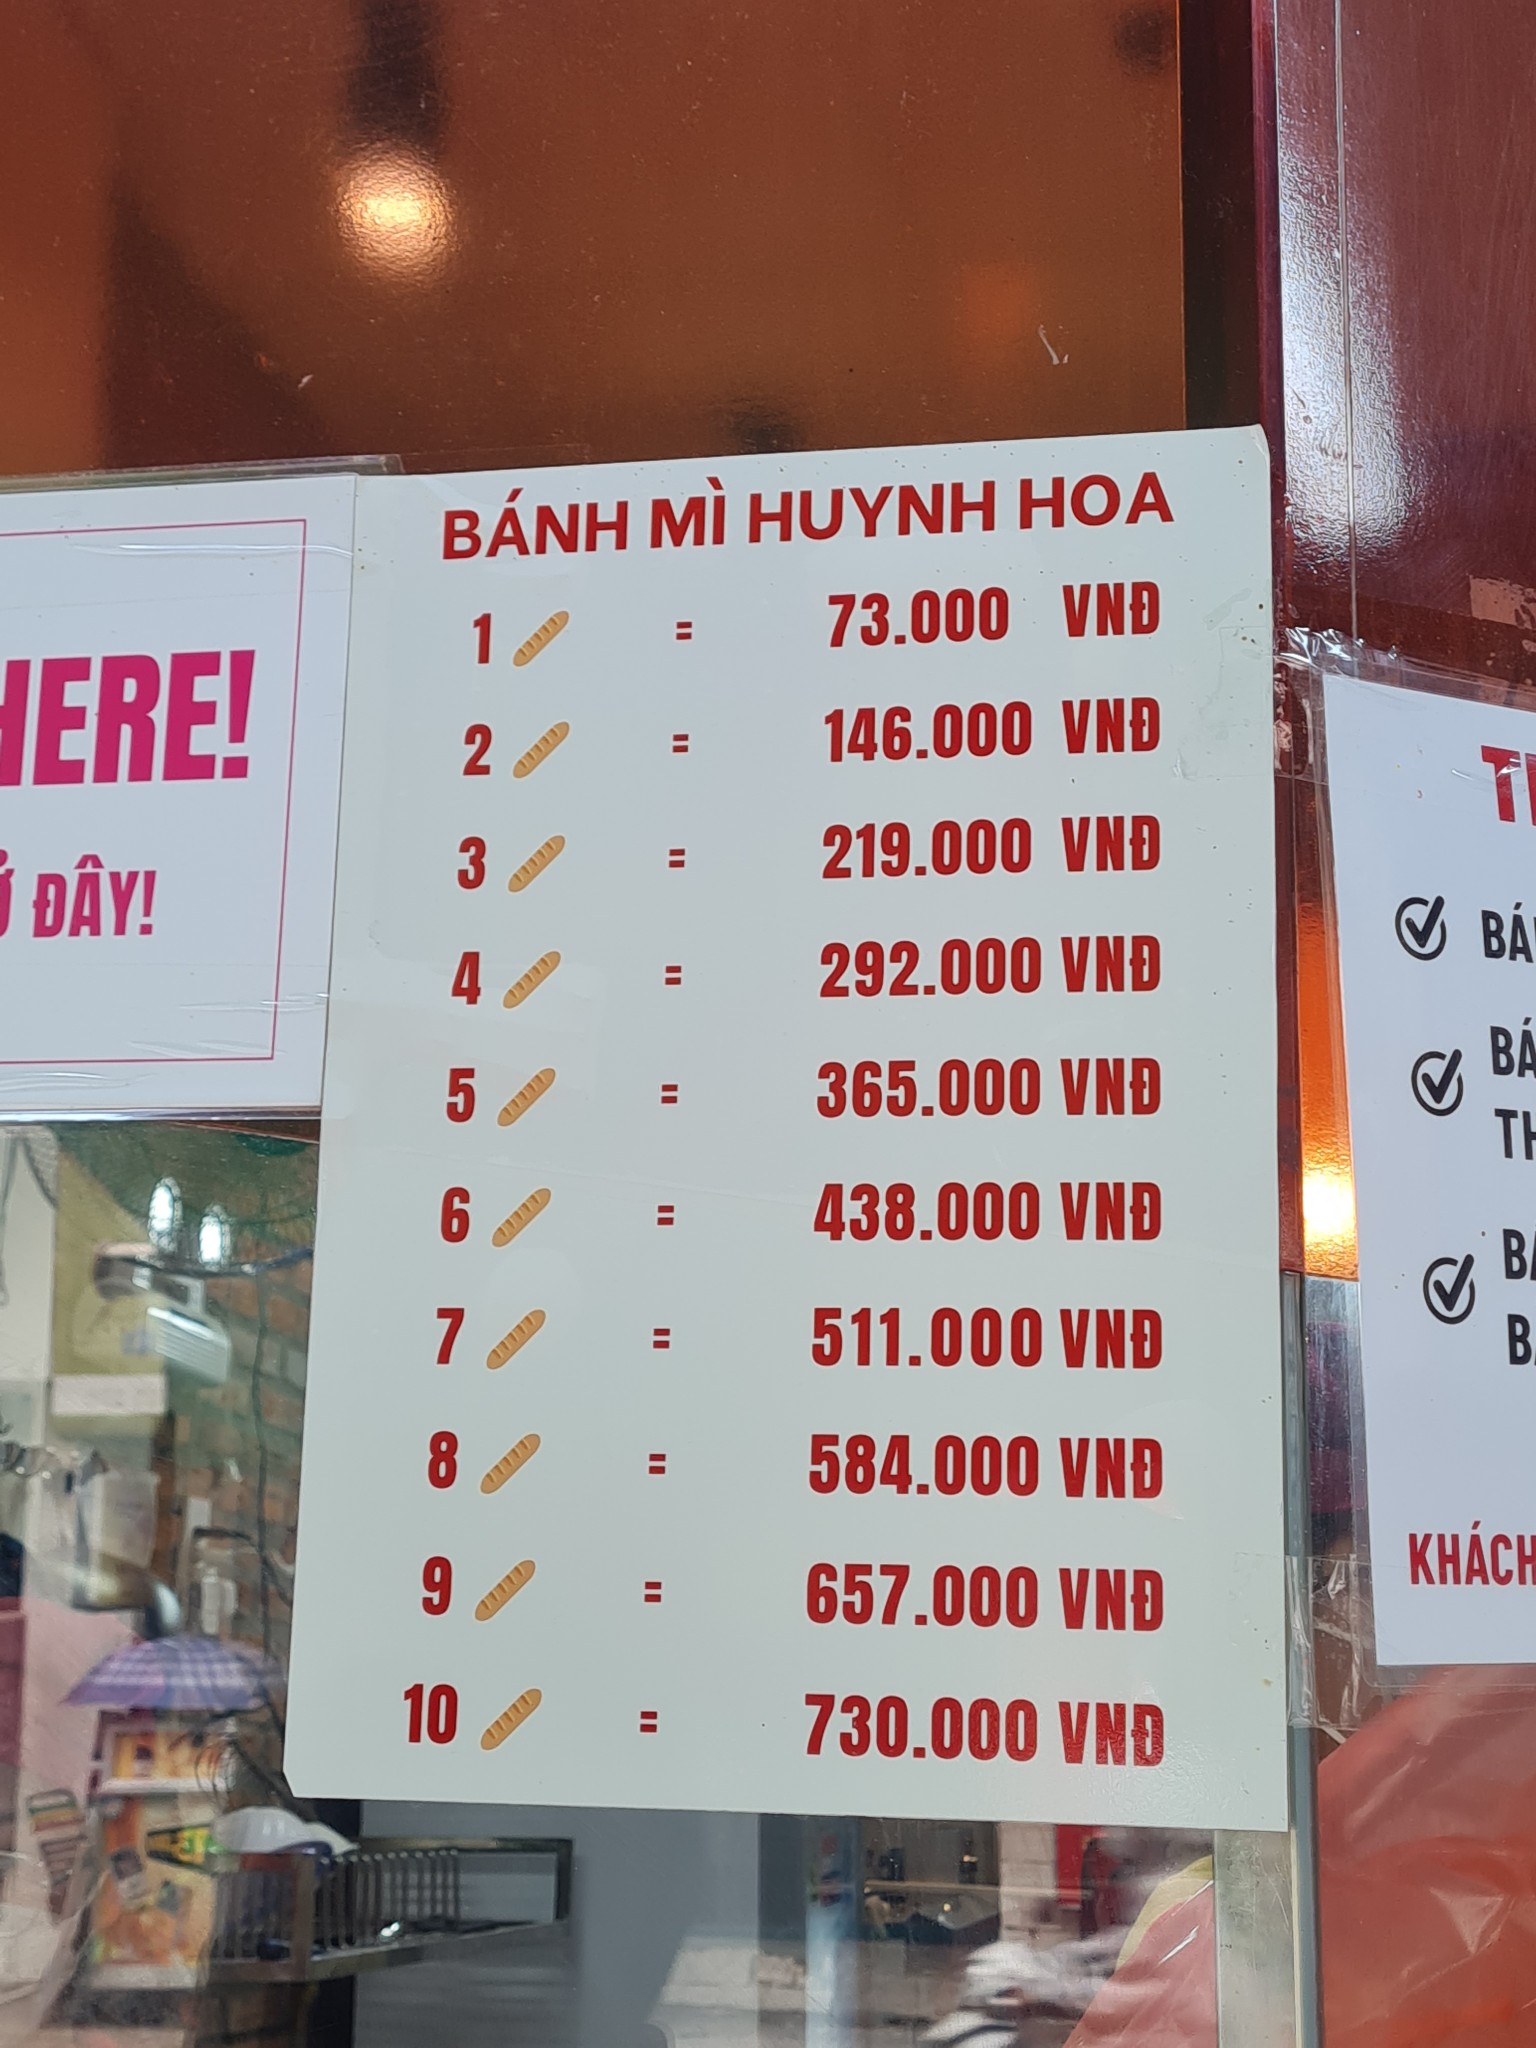 HERE!
Ở ĐÂY!
BÁNH MÌ HUYNH HOA
1 = 73.000 VNĐ
2 = 146.000 VNĐ
3 = 219.000 VNĐ
4 = 292.000 VNĐ
5 = 365.000 VNĐ
6 = 438.000 VNĐ
7 = 511.000 VNĐ
8 = 584.000 VNĐ
9 = 657.000 VNĐ
10 = 730.000 VNĐ
KHÁCH